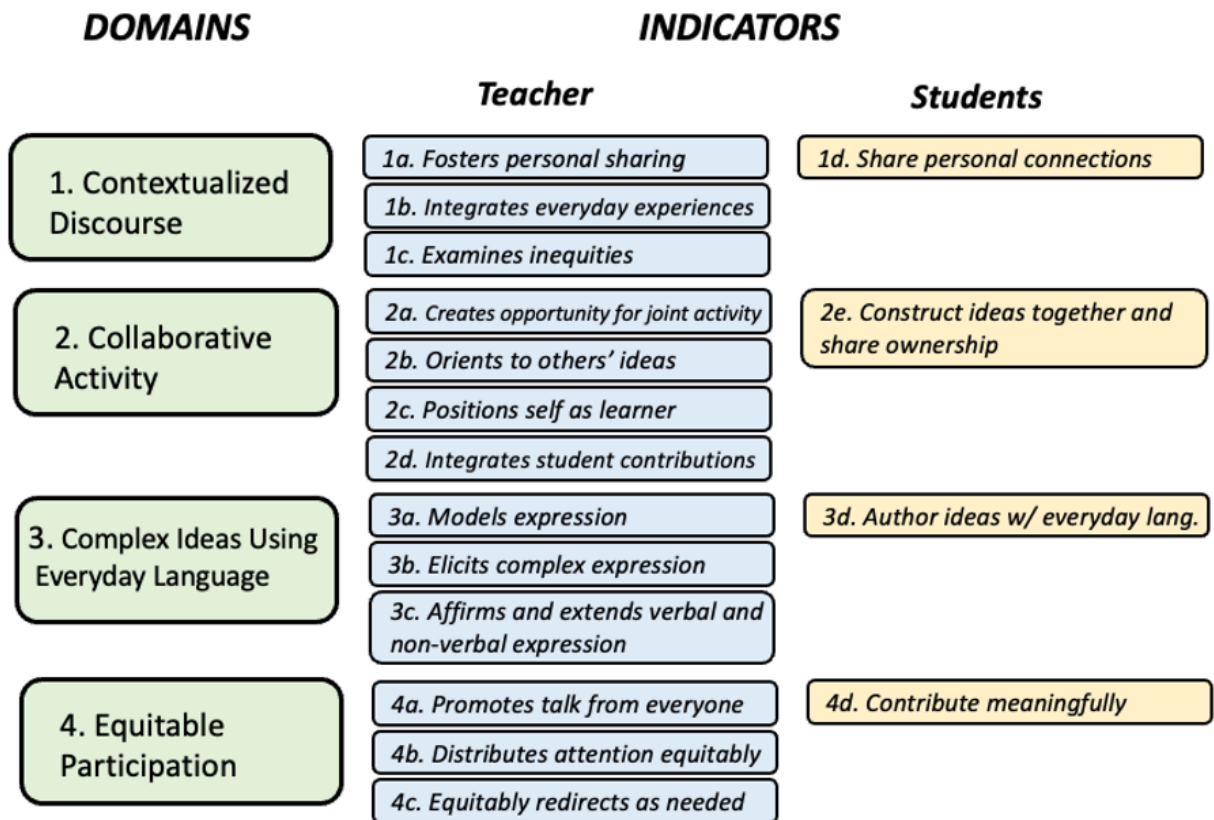 DOMAINS
INDICATORS
Teacher
Students
1. Contextualized
Discourse
1a. Fosters personal sharing
1b. Integrates everyday experiences
1c. Examines inequities
1d. Share personal connections
2. Collaborative
Activity
2a. Creates opportunity for joint activity
2b. Orients to others’ ideas
2c. Positions self as learner
2d. Integrates student contributions
2e. Construct ideas together and
share ownership
3. Complex Ideas Using
Everyday Language
3a. Models expression
3b. Elicits complex expression
3c. Affirms and extends verbal and
non-verbal expression
3d. Author ideas w/ everyday lang.
4. Equitable
Participation
4a. Promotes talk from everyone
4b. Distributes attention equitably
4c. Equitably redirects as needed
4d. Contribute meaningfully